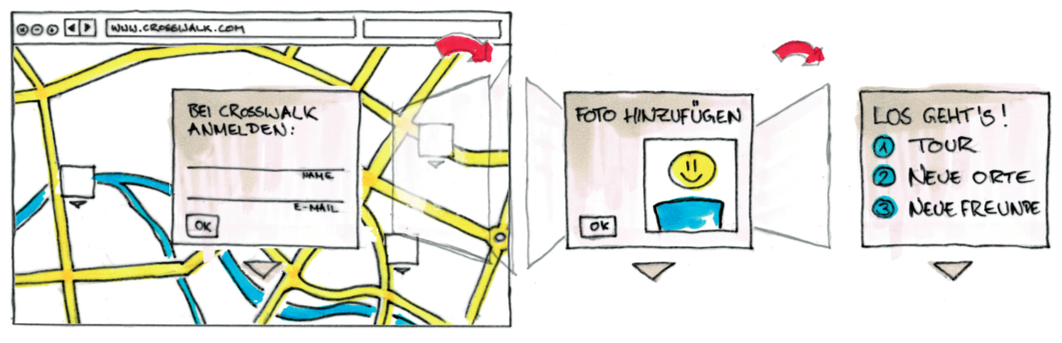 WWW.CROSSWALK.COM
BEI CROSSWALK
ANMELDEN:
NAME
E-MAIL
OK
FOTO HINZUFÜGEN
OK
LOS GEHT'S!
1 TOUR
2 NEUE ORTE
3 NEUE FREUNDE